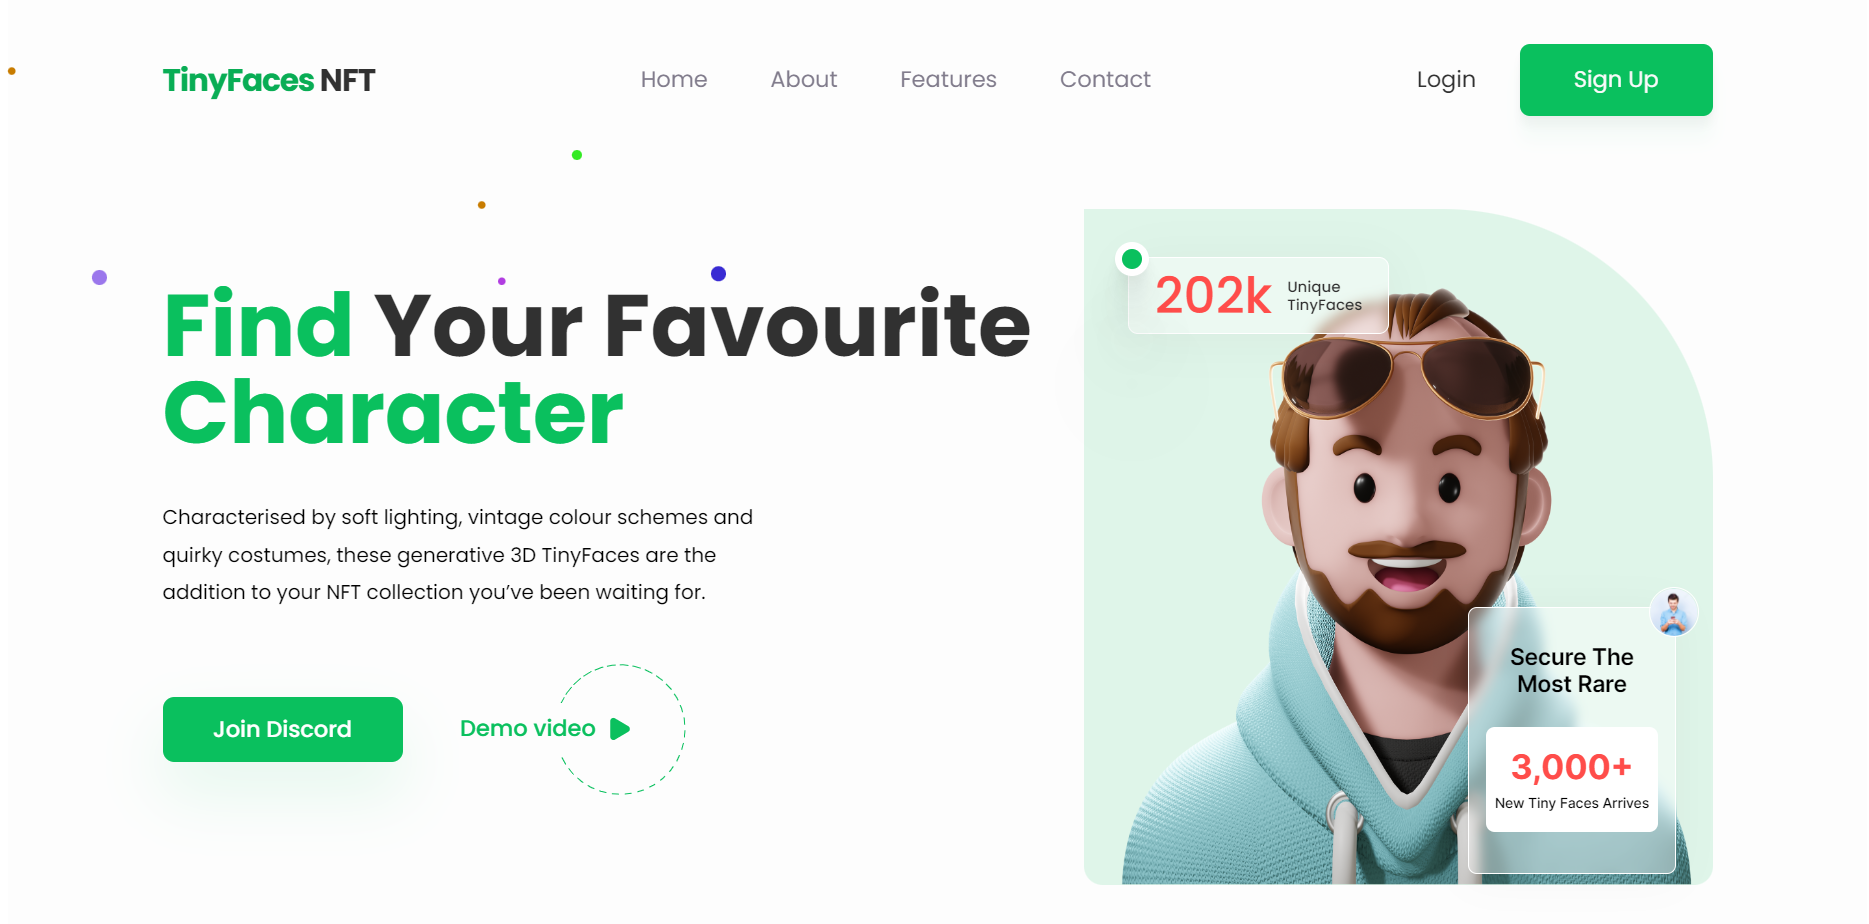 TinyFaces NFT
Home
About
Features
Contact
Login
Sign Up
Find Your Favourite
Character
Characterised by soft lighting, vintage colour schemes and
quirky costumes, these generative 3D TinyFaces are the
addition to your NFT collection you’ve been waiting for.
Join Discord
Demo video
202k
Unique
TinyFaces
Secure The
Most Rare
3,000+
New Tiny Faces Arrives